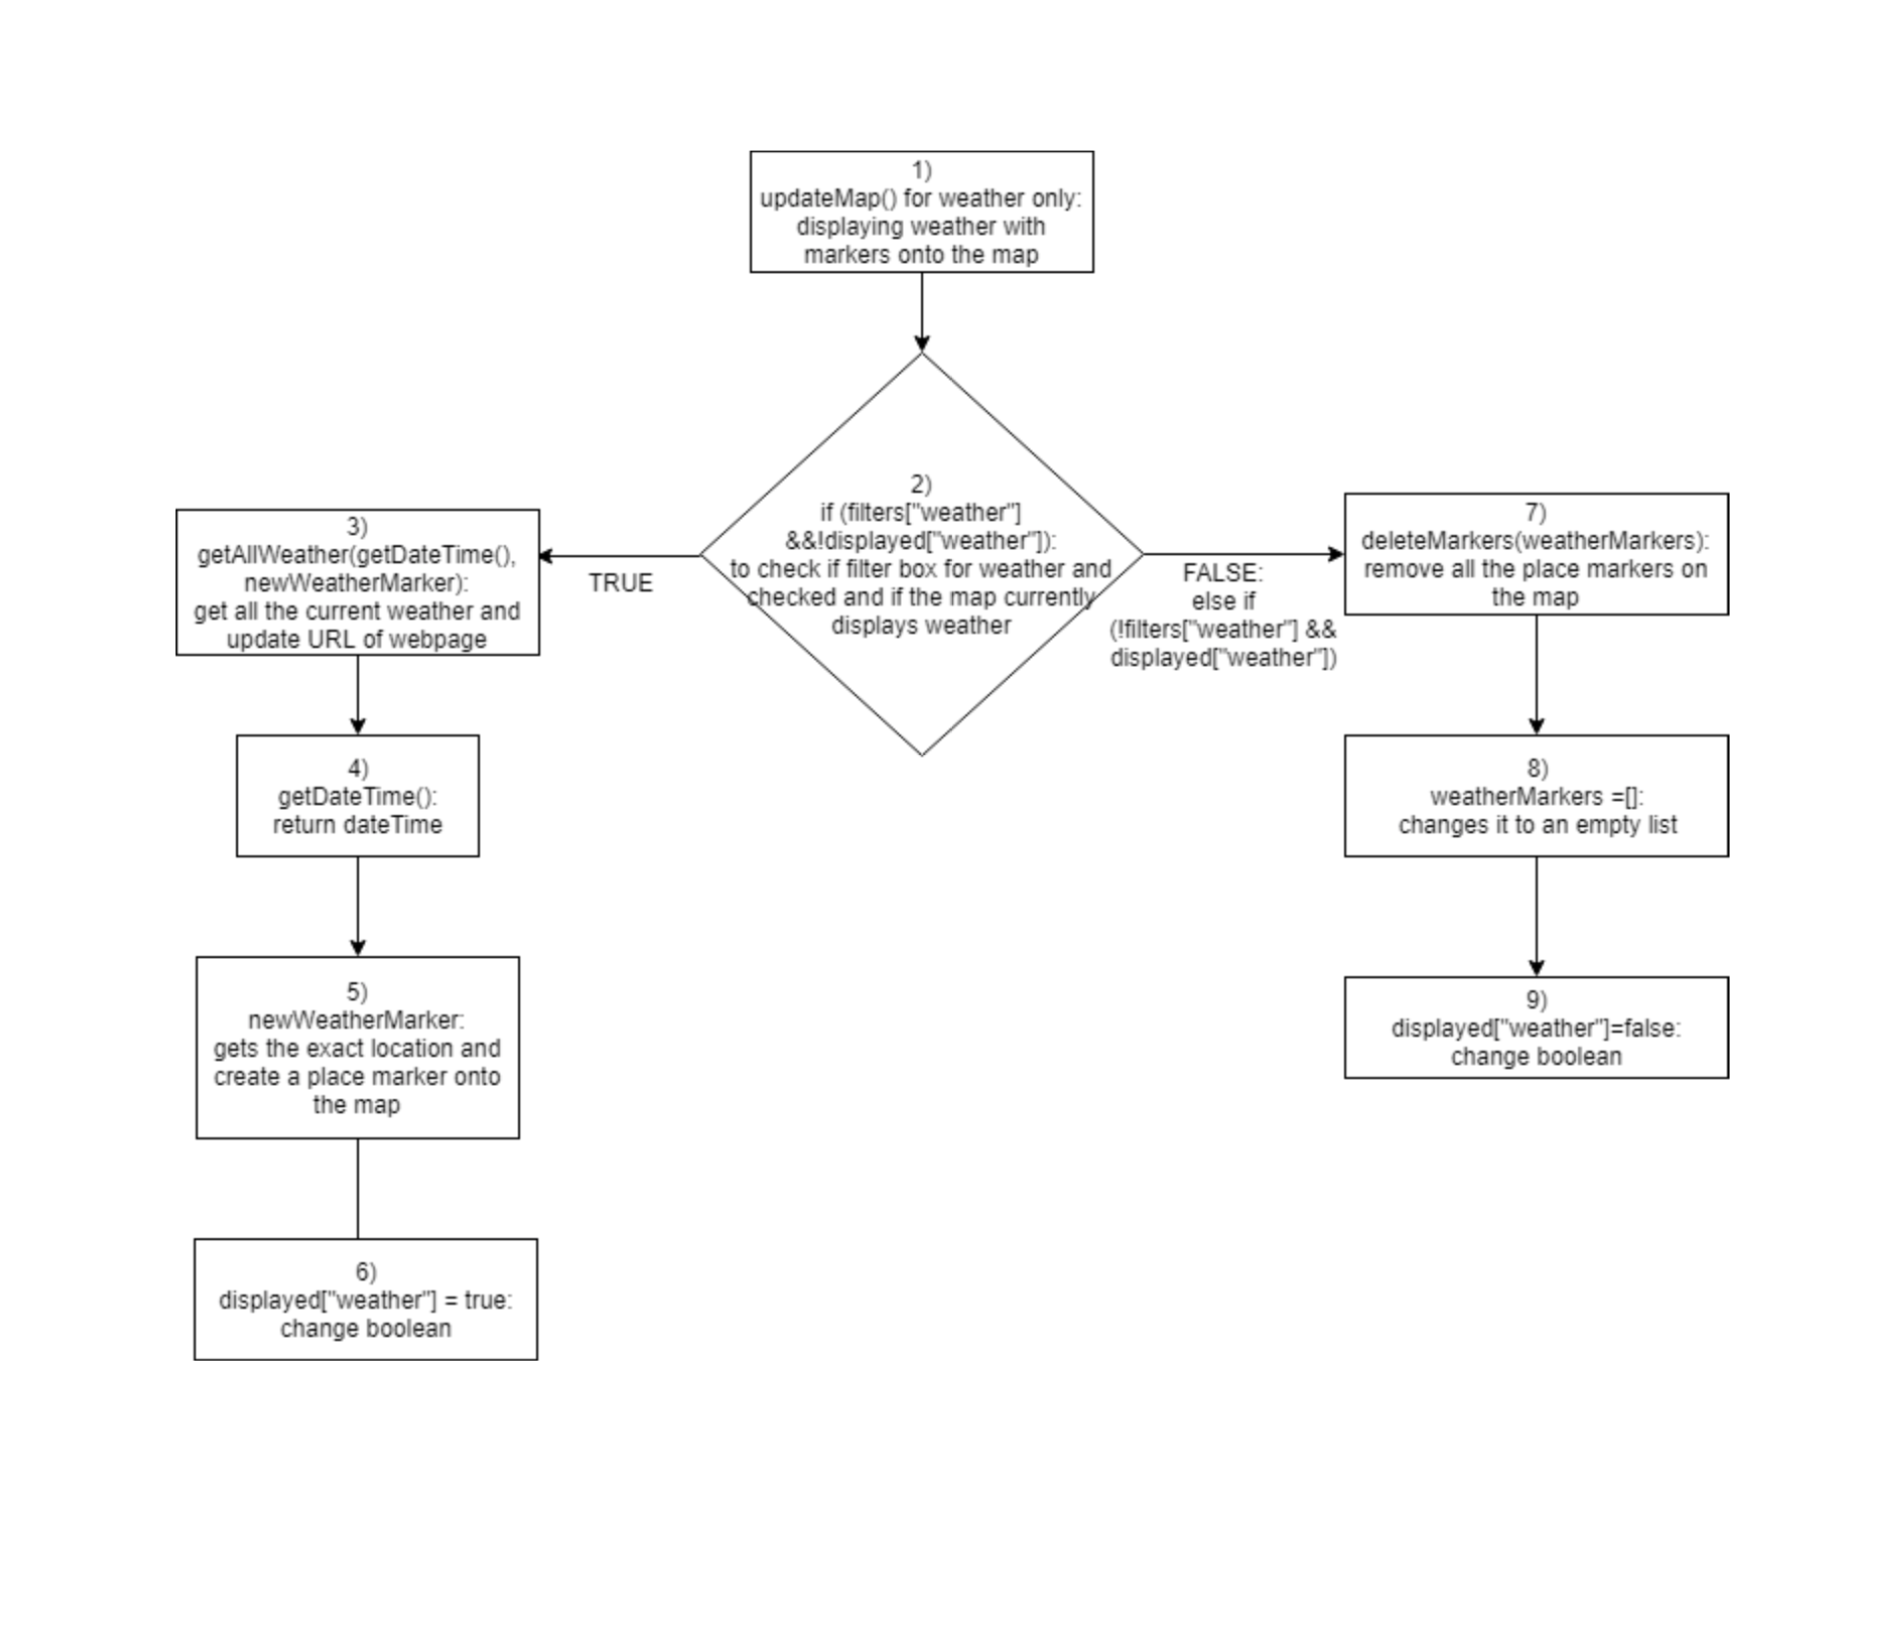 1)
updateMap() for weather only:
displaying weather with
markers onto the map
2)
if (filters["weather"]
&&!displayed["weather"]):
to check if filter box for weather and
checked and if the map currently
displays weather
TRUE
FALSE:
else if
(!filters["weather"] &&
displayed["weather"])
3)
getAllWeather(getDateTime(),
newWeatherMarker):
get all the current weather and
update URL of webpage
4)
getDateTime():
return dateTime
5)
newWeatherMarker:
gets the exact location and
create a place marker onto
the map
6)
displayed["weather"] = true:
change boolean
7)
deleteMarkers(weatherMarkers):
remove all the place markers on
the map
8)
weatherMarkers =[]:
changes it to an empty list
9)
displayed["weather"]=false:
change boolean